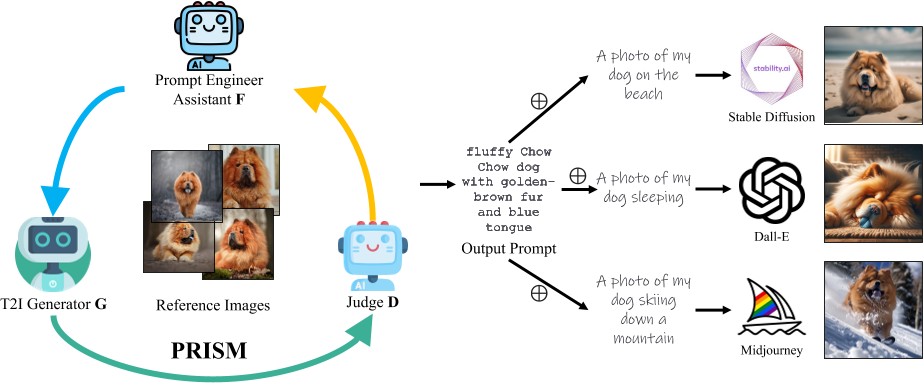 AI
Prompt Engineer
Assistant F
T2I Generator G
Reference Images
AI
Judge D
PRISM
fluffy Chow
Chow dog
with golden-
brown fur
and blue
tongue
Output Prompt
A photo of my
dog on the
beach
stability.ai
Stable Diffusion
A photo of my
dog sleeping
Dall-E
A photo of my
dog skiing
down a
mountain
Midjourney